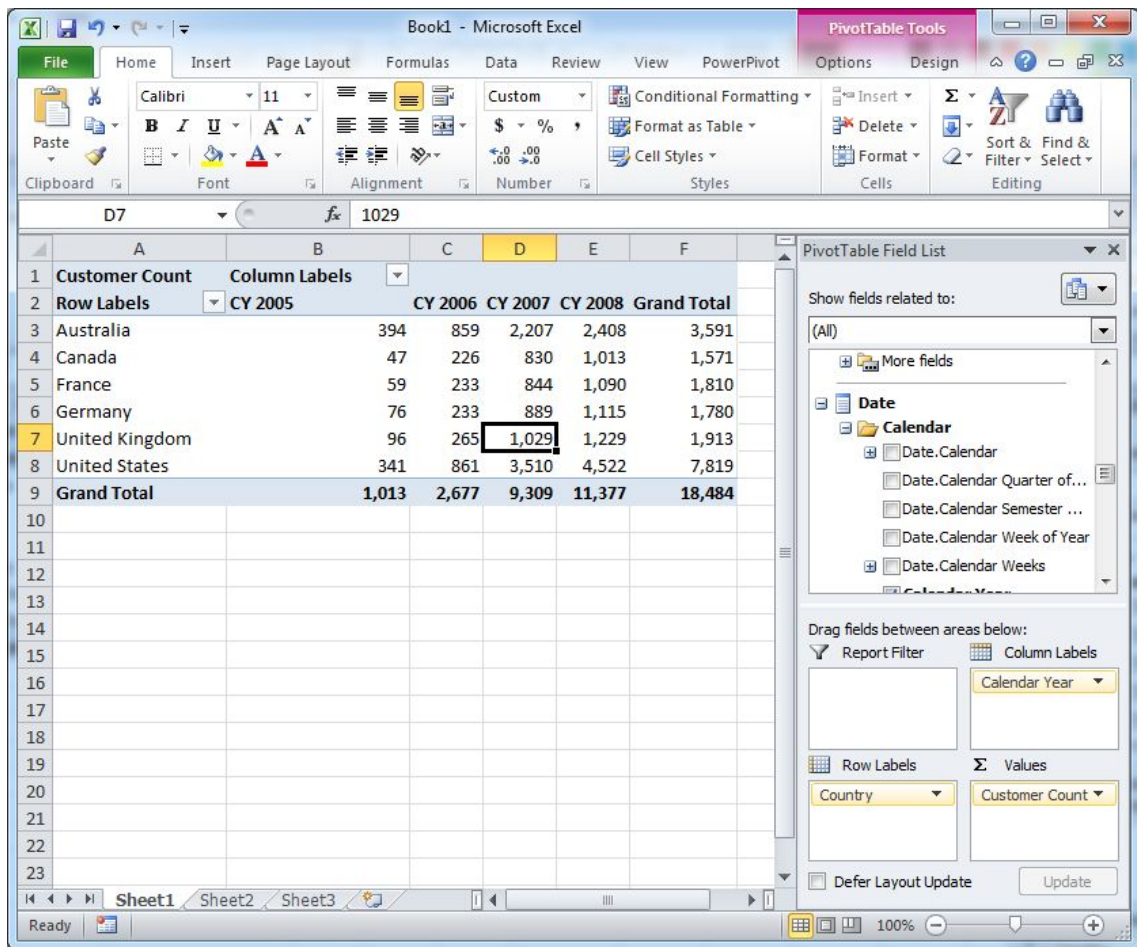 Book1 - Microsoft Excel
PivotTable Tools
File Home Insert Page Layout Formulas Data Review View PowerPivot Options Design
Paste
Calibri 11
B I U A A
A
Custom
$ % ,
.0 .00 .00 .0
Conditional Formatting
Format as Table
Cell Styles
Insert
Delete
Format
Σ
Sort & Filter
Find & Select
Clipboard Font Alignment Number Styles Cells Editing
D7 fx 1029
A B C D E F
1 Customer Count Column Labels
2 Row Labels CY 2005 CY 2006 CY 2007 CY 2008 Grand Total
3 Australia 394 859 2,207 2,408 3,591
4 Canada 47 226 830 1,013 1,571
5 France 59 233 844 1,090 1,810
6 Germany 76 233 889 1,115 1,780
7 United Kingdom 96 265 1,029 1,229 1,913
8 United States 341 861 3,510 4,522 7,819
9 Grand Total 1,013 2,677 9,309 11,377 18,484
10
11
12
13
14
15
16
17
18
19
20
21
22
23
PivotTable Field List
Show fields related to:
(All)
More fields
Date
Calendar
Date.Calendar
Date.Calendar Quarter of...
Date.Calendar Semester ...
Date.Calendar Week of Year
Date.Calendar Weeks
Calendar Year
Drag fields between areas below:
Report Filter Column Labels
Calendar Year
Row Labels Σ Values
Country Customer Count
Defer Layout Update Update
Sheet1 Sheet2 Sheet3
Ready 100%